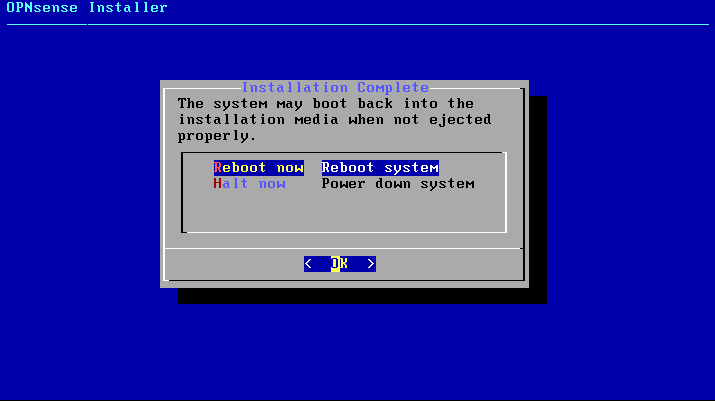 OPNsense Installer
Installation Complete
The system may boot back into the
installation media when not ejected
properly.
Reboot now Reboot system
Halt now Power down system
< OK >